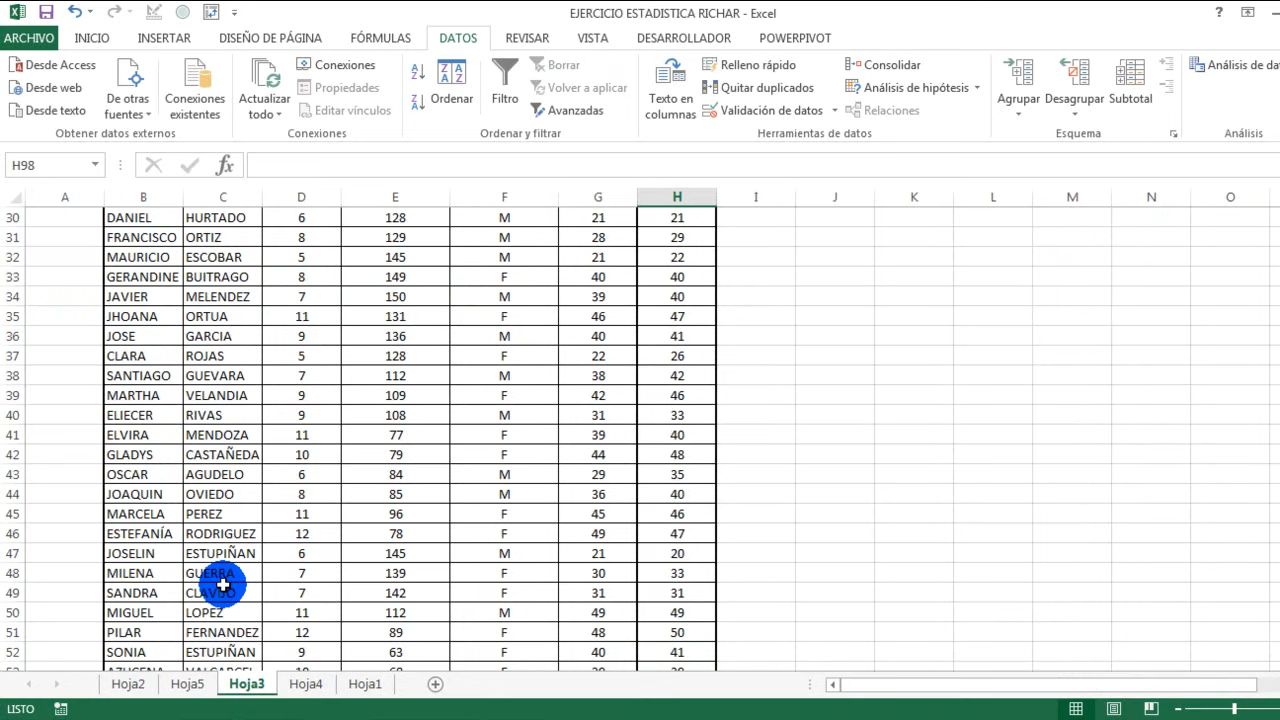 EJERCICIO ESTADISTICA RICHAR - Excel
?
ARCHIVO INICIO INSERTAR DISEÑO DE PÁGINA FÓRMULAS DATOS REVISAR VISTA DESARROLLADOR POWERPIVOT
Desde Access
Desde web
Desde texto
De otras fuentes
Conexiones existentes
Obtener datos externos
Actualizar todo
Conexiones
Propiedades
Editar vínculos
Conexiones
Ordenar
Filtro
Borrar
Volver a aplicar
Avanzadas
Ordenar y filtrar
Texto en columnas
Relleno rápido
Quitar duplicados
Validación de datos
Consolidar
Análisis de hipótesis
Relaciones
Herramientas de datos
Agrupar
Desagrupar
Subtotal
Esquema
Análisis de da
Análisis
H98
fx
A B C D E F G H I J K L M N O
30 DANIEL HURTADO 6 128 M 21 21
31 FRANCISCO ORTIZ 8 129 M 28 29
32 MAURICIO ESCOBAR 5 145 M 21 22
33 GERANDINE BUITRAGO 8 149 F 40 40
34 JAVIER MELENDEZ 7 150 M 39 40
35 JHOANA ORTUA 11 131 F 46 47
36 JOSE GARCIA 9 136 M 40 41
37 CLARA ROJAS 5 128 F 22 26
38 SANTIAGO GUEVARA 7 112 M 38 42
39 MARTHA VELANDIA 9 109 F 42 46
40 ELIECER RIVAS 9 108 M 31 33
41 ELVIRA MENDOZA 11 77 F 39 40
42 GLADYS CASTAÑEDA 10 79 F 44 48
43 OSCAR AGUDELO 6 84 M 29 35
44 JOAQUIN OVIEDO 8 85 M 36 40
45 MARCELA PEREZ 11 96 F 45 46
46 ESTEFANÍA RODRIGUEZ 12 78 F 49 47
47 JOSELIN ESTUPIÑAN 6 145 M 21 20
48 MILENA GUERRA 7 139 F 30 33
49 SANDRA CLAVIJO 7 142 F 31 31
50 MIGUEL LOPEZ 11 112 M 49 49
51 PILAR FERNANDEZ 12 89 F 48 50
52 SONIA ESTUPIÑAN 9 63 F 40 41
Hoja2 Hoja5 Hoja3 Hoja4 Hoja1
LISTO